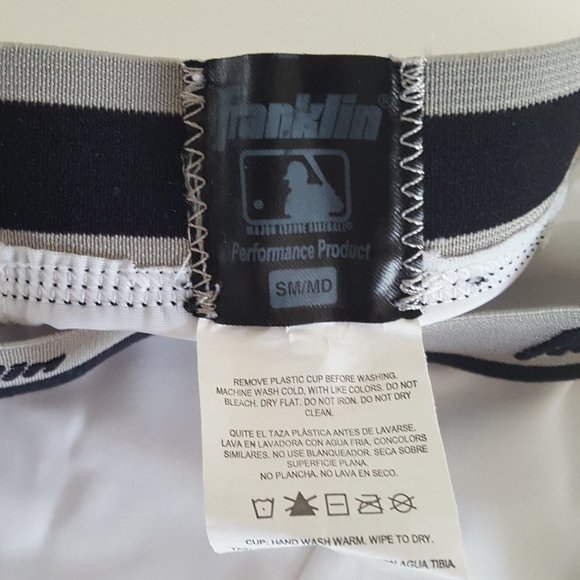 Franklin®
MAJOR LEAGUE BASEBALL
Performance Product
SM/MD
REMOVE PLASTIC CUP BEFORE WASHING.
MACHINE WASH COLD, WITH LIKE COLORS. DO NOT
BLEACH. DRY FLAT. DO NOT IRON. DO NOT DRY
CLEAN.
QUITE EL TAZA PLÁSTICA ANTES DE LAVARSE.
LAVA EN LAVADORA CON AGUA FRIA, CONCOLORS
SIMILARES. NO USE BLANQUEADOR. SECA SOBRE
SUPERFICIE PLANA.
NO PLANCHA. NO LAVA EN SECO.
CUP: HAND WASH WARM. WIPE TO DRY.
AGUA TIBIA.